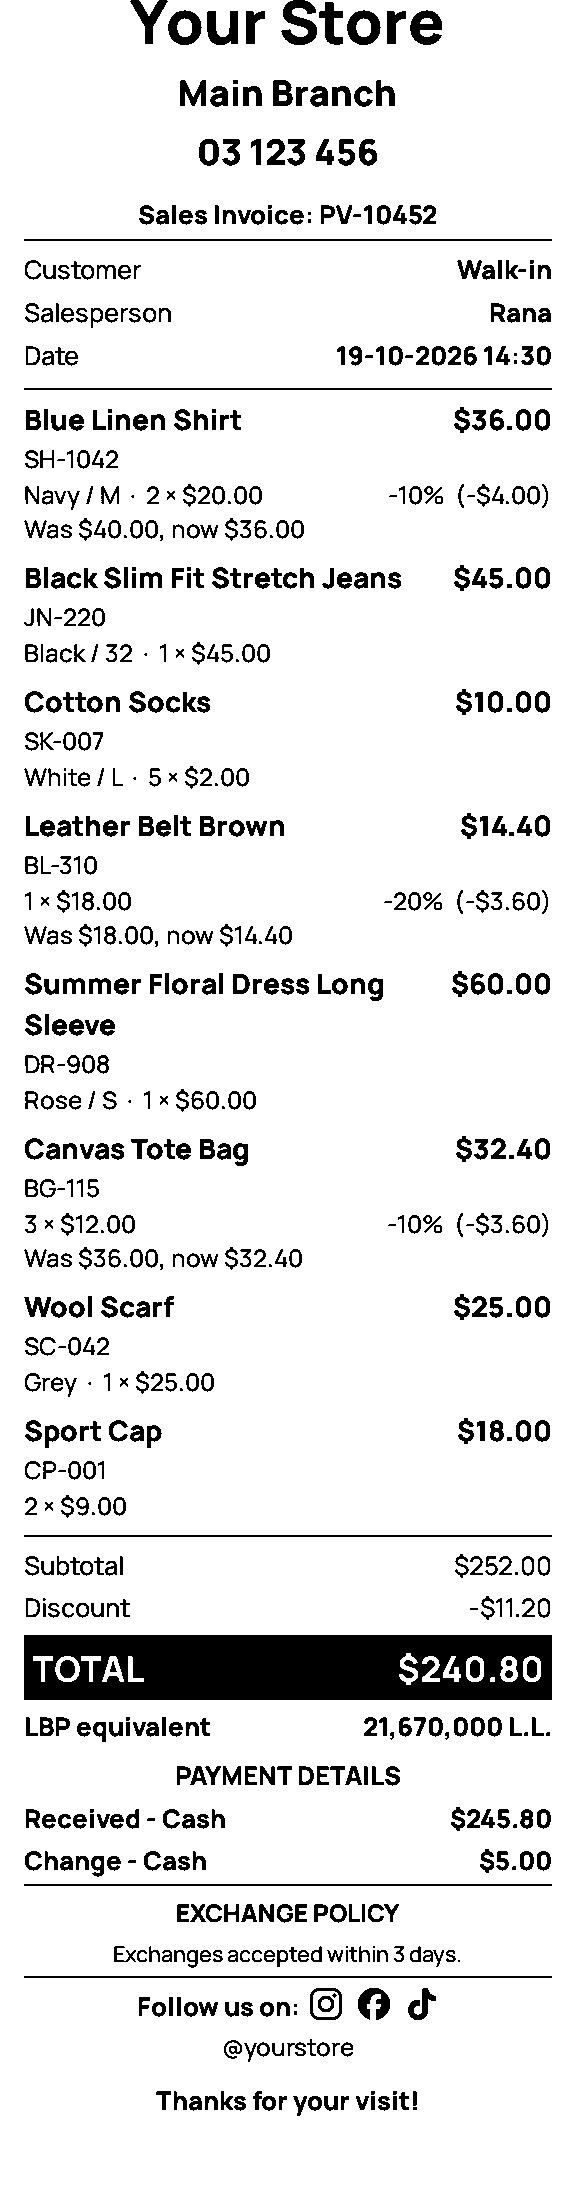 Your Store
Main Branch
03 123 456
Sales Invoice: PV-10452
Customer Walk-in
Salesperson Rana
Date 19-10-2026 14:30
Blue Linen Shirt $36.00
SH-1042
Navy / M · 2 × $20.00 -10% (-$4.00)
Was $40.00, now $36.00
Black Slim Fit Stretch Jeans $45.00
JN-220
Black / 32 · 1 × $45.00
Cotton Socks $10.00
SK-007
White / L · 5 × $2.00
Leather Belt Brown $14.40
BL-310
1 × $18.00 -20% (-$3.60)
Was $18.00, now $14.40
Summer Floral Dress Long $60.00
Sleeve
DR-908
Rose / S · 1 × $60.00
Canvas Tote Bag $32.40
BG-115
3 × $12.00 -10% (-$3.60)
Was $36.00, now $32.40
Wool Scarf $25.00
SC-042
Grey · 1 × $25.00
Sport Cap $18.00
CP-001
2 × $9.00
Subtotal $252.00
Discount -$11.20
TOTAL $240.80
LBP equivalent 21,670,000 L.L.
PAYMENT DETAILS
Received - Cash $245.80
Change - Cash $5.00
EXCHANGE POLICY
Exchanges accepted within 3 days.
Follow us on:
@yourstore
Thanks for your visit!